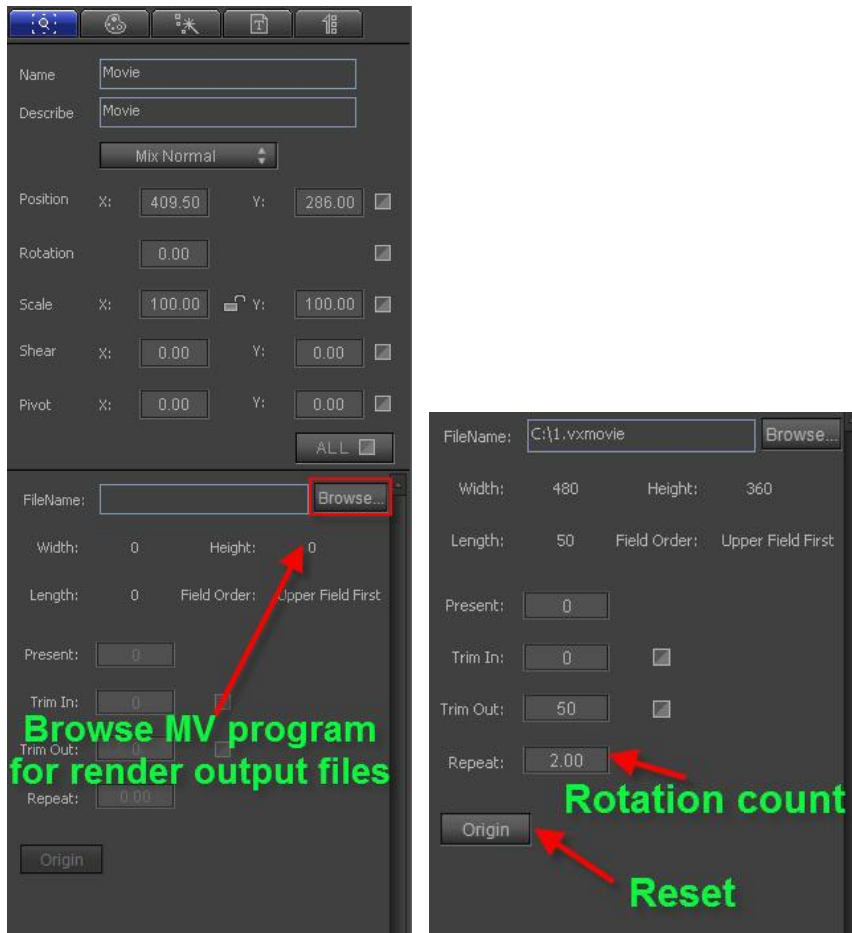 Name Movie
Describe Movie
Mix Normal
Position X: 409.50 Y: 286.00
Rotation 0.00
Scale X: 100.00 Y: 100.00
Shear X: 0.00 Y: 0.00
Pivot X: 0.00 Y: 0.00
ALL
FileName: Browse...
Width: 0 Height: 0
Length: 0 Field Order: Upper Field First
Present: 0
Trim In: 0
Browse MV program
Trim Out:
for render output files
Repeat: 0.00
Origin
FileName: C:\1.vxmovie Browse...
Width: 480 Height: 360
Length: 50 Field Order: Upper Field First
Present: 0
Trim In: 0
Trim Out: 50
Repeat: 2.00
Rotation count
Origin
Reset